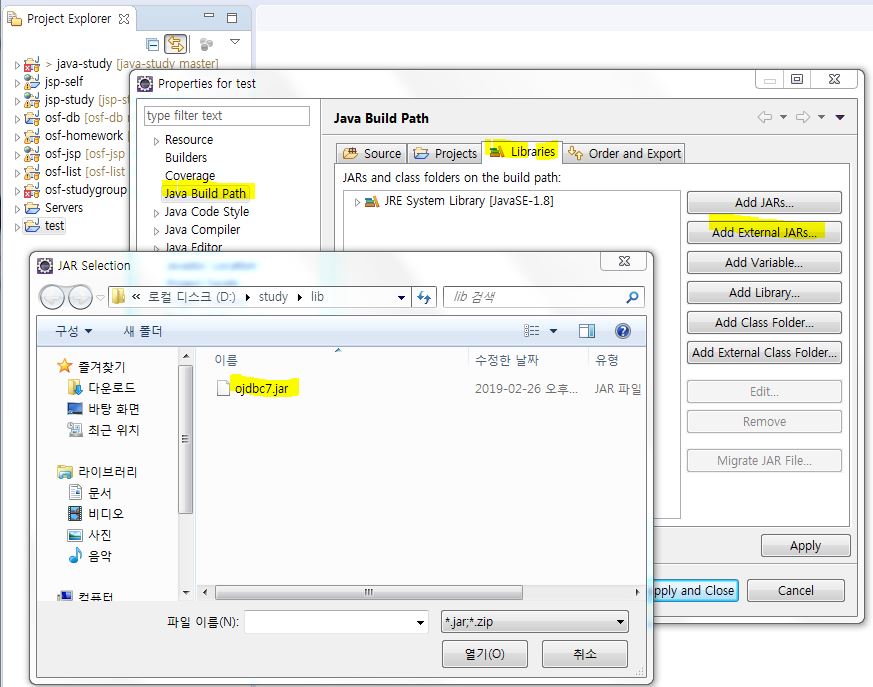 Project Explorer
> java-study [java-study master]
jsp-self
jsp-study [jsp-st
osf-db [osf-db m
osf-homework
osf-jsp [osf-jsp
osf-list [osf-list
osf-studygroup
Servers
test
Properties for test
type filter text
Resource
Builders
Coverage
Java Build Path
Java Code Style
Java Compiler
Java Editor
Java Build Path
Source
Projects
Libraries
Order and Export
JARs and class folders on the build path:
JRE System Library [JavaSE-1.8]
Add JARs...
Add External JARs...
Add Variable...
Add Library...
Add Class Folder...
Add External Class Folder...
Edit...
Remove
Migrate JAR File...
Apply
pply and Close
Cancel
JAR Selection
« 로컬 디스크 (D:) ▸ study ▸ lib
lib 검색
구성
새 폴더
즐겨찾기
다운로드
바탕 화면
최근 위치
라이브러리
문서
비디오
사진
음악
컴퓨터
이름
수정한 날짜
유형
ojdbc7.jar
2019-02-26 오후...
JAR 파일
파일 이름(N):
*.jar;*.zip
열기(O)
취소